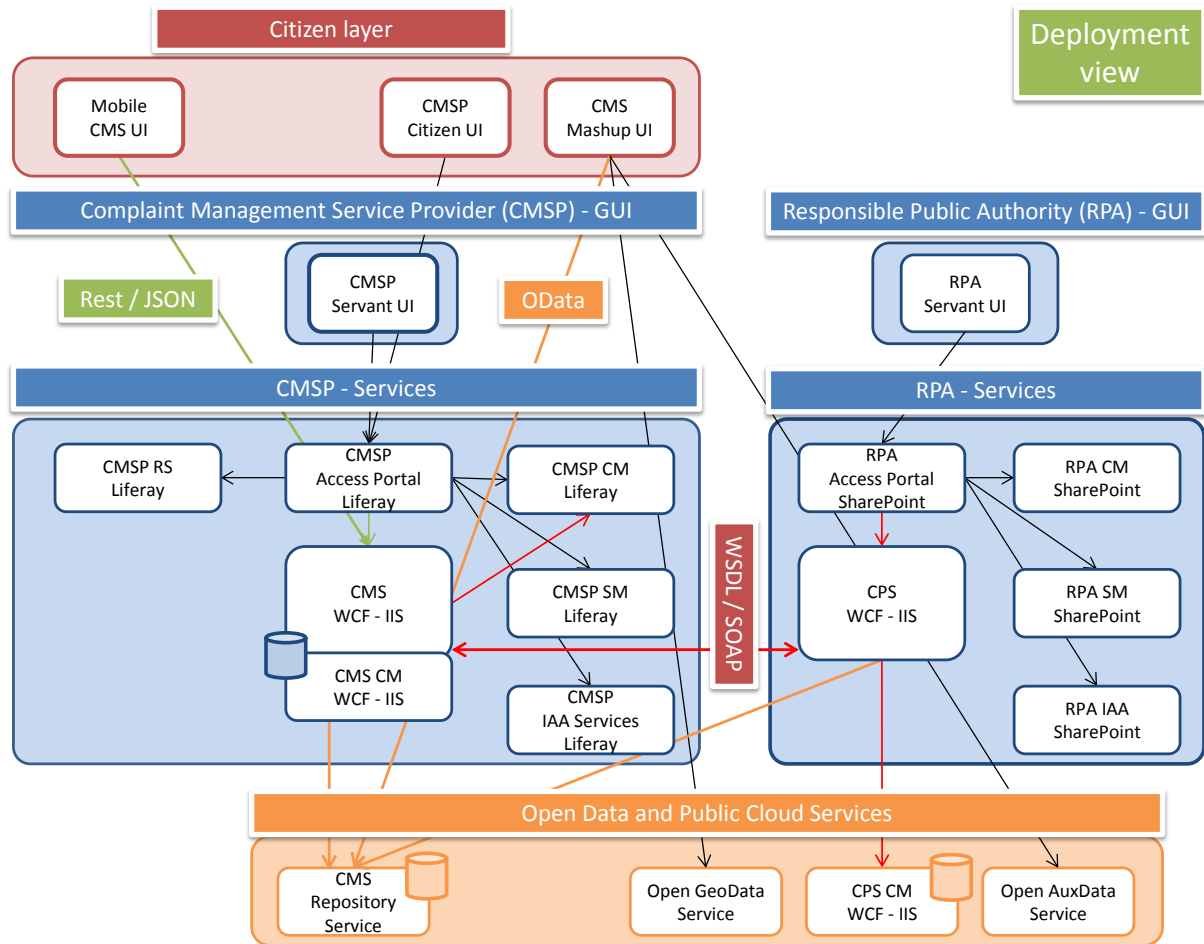 Citizen layer
Deployment
view
Mobile
CMS UI
CMSP
Citizen UI
CMS
Mashup UI
Complaint Management Service Provider (CMSP) - GUI
Responsible Public Authority (RPA) - GUI
Rest / JSON
CMSP
Servant UI
OData
RPA
Servant UI
CMSP - Services
RPA - Services
CMSP RS
Liferay
CMSP
Access Portal
Liferay
CMSP CM
Liferay
RPA
Access Portal
SharePoint
RPA CM
SharePoint
CMS
WCF - IIS
CMSP SM
Liferay
WSDL / SOAP
CPS
WCF - IIS
RPA SM
SharePoint
CMS CM
WCF - IIS
CMSP
IAA Services
Liferay
RPA IAA
SharePoint
Open Data and Public Cloud Services
CMS
Repository
Service
Open GeoData
Service
CPS CM
WCF - IIS
Open AuxData
Service